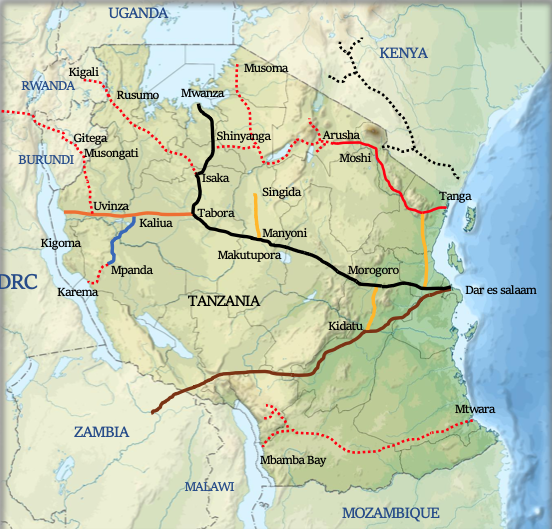 UGANDA
KENYA
Kigali
Musoma
RWANDA
Rusumo
Mwanza
Gitega
Shinyanga
Arusha
BURUNDI
Musongati
Moshi
Isaka
Singida
Tanga
Uvinza
Kaliua
Tabora
Kigoma
Manyoni
Makutupora
Mpanda
Morogoro
DRC
Karema
TANZANIA
Dar es salaam
Kidatu
Mtwara
ZAMBIA
Mbamba Bay
MALAWI
MOZAMBIQUE